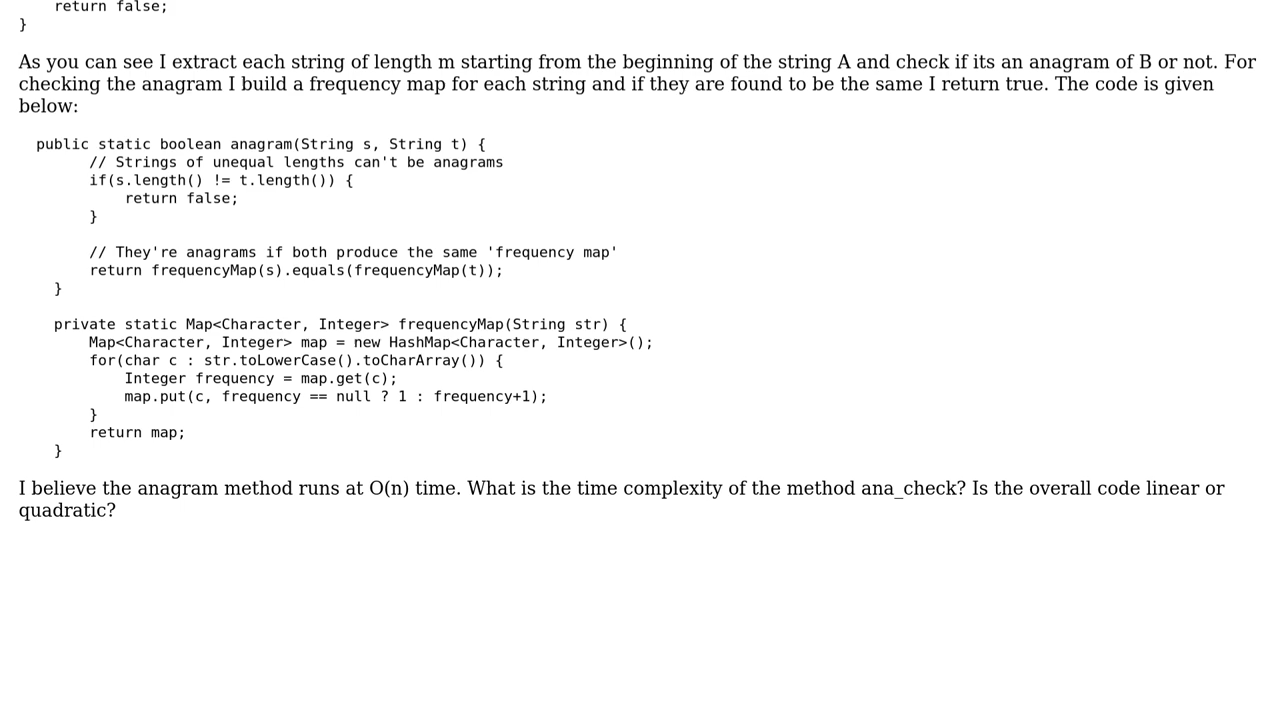 return false;
}
As you can see I extract each string of length m starting from the beginning of the string A and check if its an anagram of B or not. For
checking the anagram I build a frequency map for each string and if they are found to be the same I return true. The code is given
below:
  public static boolean anagram(String s, String t) {
        // Strings of unequal lengths can't be anagrams
        if(s.length() != t.length()) {
            return false;
        }
        // They're anagrams if both produce the same 'frequency map'
        return frequencyMap(s).equals(frequencyMap(t));
    }
    private static Map<Character, Integer> frequencyMap(String str) {
        Map<Character, Integer> map = new HashMap<Character, Integer>();
        for(char c : str.toLowerCase().toCharArray()) {
            Integer frequency = map.get(c);
            map.put(c, frequency == null ? 1 : frequency+1);
        }
        return map;
    }
I believe the anagram method runs at O(n) time. What is the time complexity of the method ana_check? Is the overall code linear or
quadratic?